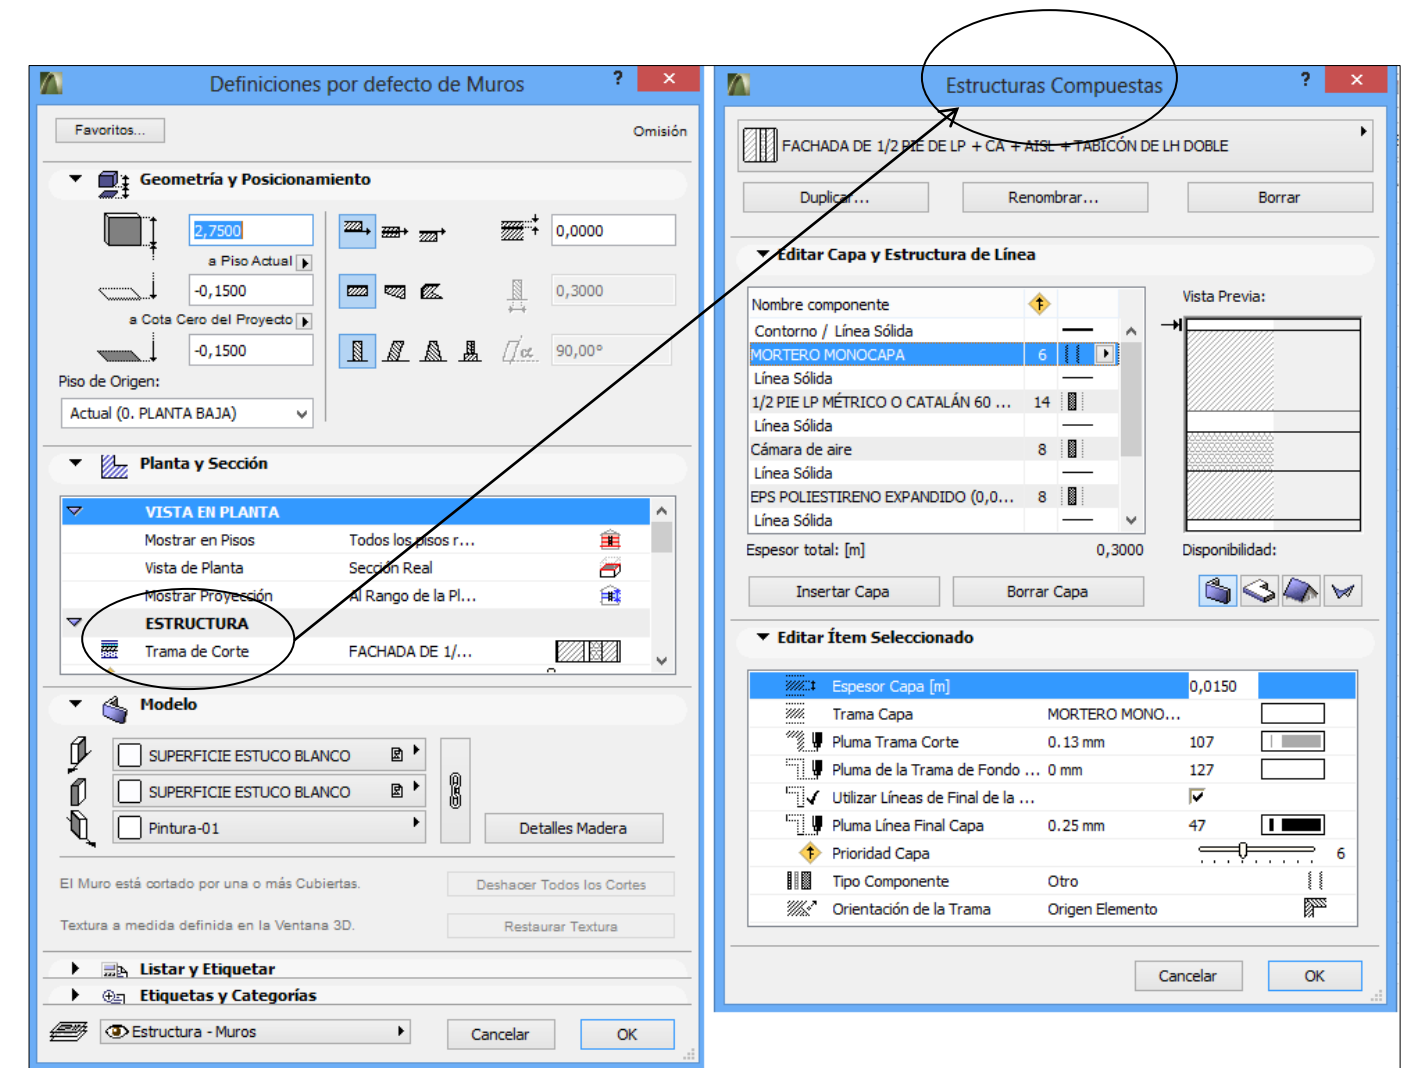 Definiciones por defecto de Muros ?
Favoritos...
Omisión
Geometría y Posicionamiento
2,7500
0,0000
a Piso Actual
-0,1500
0,3000
a Cota Cero del Proyecto
-0,1500
α
90,00°
Piso de Origen:
Actual (0. PLANTA BAJA)
Planta y Sección
VISTA EN PLANTA
Mostrar en Pisos Todos los pisos r...
Vista de Planta Sección Real
Mostrar Proyección Al Rango de la Pl...
ESTRUCTURA
Trama de Corte FACHADA DE 1/...
Modelo
SUPERFICIE ESTUCO BLANCO
SUPERFICIE ESTUCO BLANCO
Pintura-01
Detalles Madera
El Muro está cortado por una o más Cubiertas.
Deshacer Todos los Cortes
Textura a medida definida en la Ventana 3D.
Restaurar Textura
Listar y Etiquetar
Etiquetas y Categorías
Estructura - Muros
Cancelar
OK
Estructuras Compuestas ?
FACHADA DE 1/2 PIE DE LP + CA + AISL + TABICÓN DE LH DOBLE
Duplicar...
Renombrar...
Borrar
Editar Capa y Estructura de Línea
Nombre componente
Contorno / Línea Sólida
MORTERO MONOCAPA 6
Línea Sólida
1/2 PIE LP MÉTRICO O CATALÁN 60 ... 14
Línea Sólida
Cámara de aire 8
Línea Sólida
EPS POLIESTIRENO EXPANDIDO (0,0... 8
Línea Sólida
Vista Previa:
Espesor total: [m] 0,3000
Disponibilidad:
Insertar Capa
Borrar Capa
Editar Ítem Seleccionado
Espesor Capa [m] 0,0150
Trama Capa MORTERO MONO...
Pluma Trama Corte 0.13 mm 107
Pluma de la Trama de Fondo ... 0 mm 127
Utilizar Líneas de Final de la ...
Pluma Línea Final Capa 0.25 mm 47
Prioridad Capa 6
Tipo Componente Otro
Orientación de la Trama Origen Elemento
Cancelar
OK